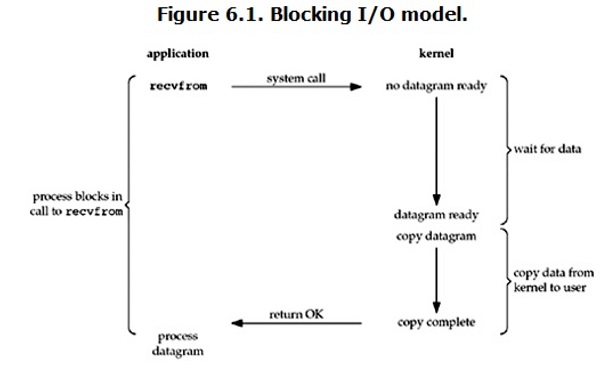 Figure 6.1. Blocking I/O model.
application
kernel
recvfrom
system call
no datagram ready
wait for data
process blocks in
call to recvfrom
datagram ready
copy datagram
copy data from
kernel to user
return OK
copy complete
process
datagram